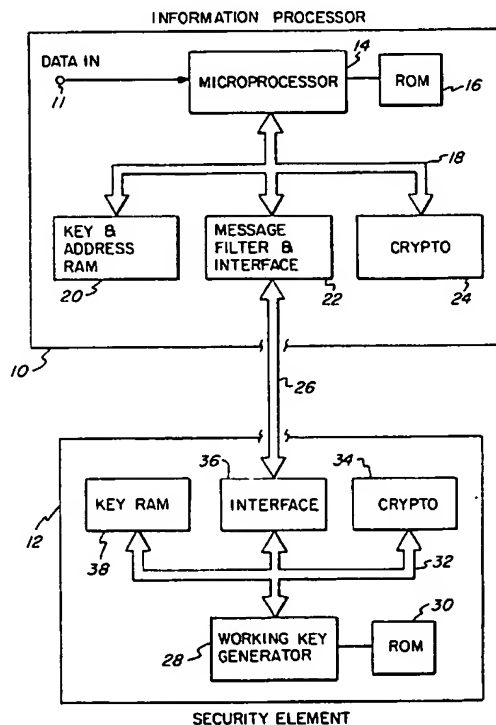 INFORMATION PROCESSOR
DATA IN
11
14
MICROPROCESSOR
ROM
16
18
KEY &
ADDRESS
RAM
20
MESSAGE
FILTER &
INTERFACE
22
CRYPTO
24
10
26
12
KEY RAM
38
36
INTERFACE
34
CRYPTO
32
28
WORKING KEY
GENERATOR
30
ROM
SECURITY ELEMENT